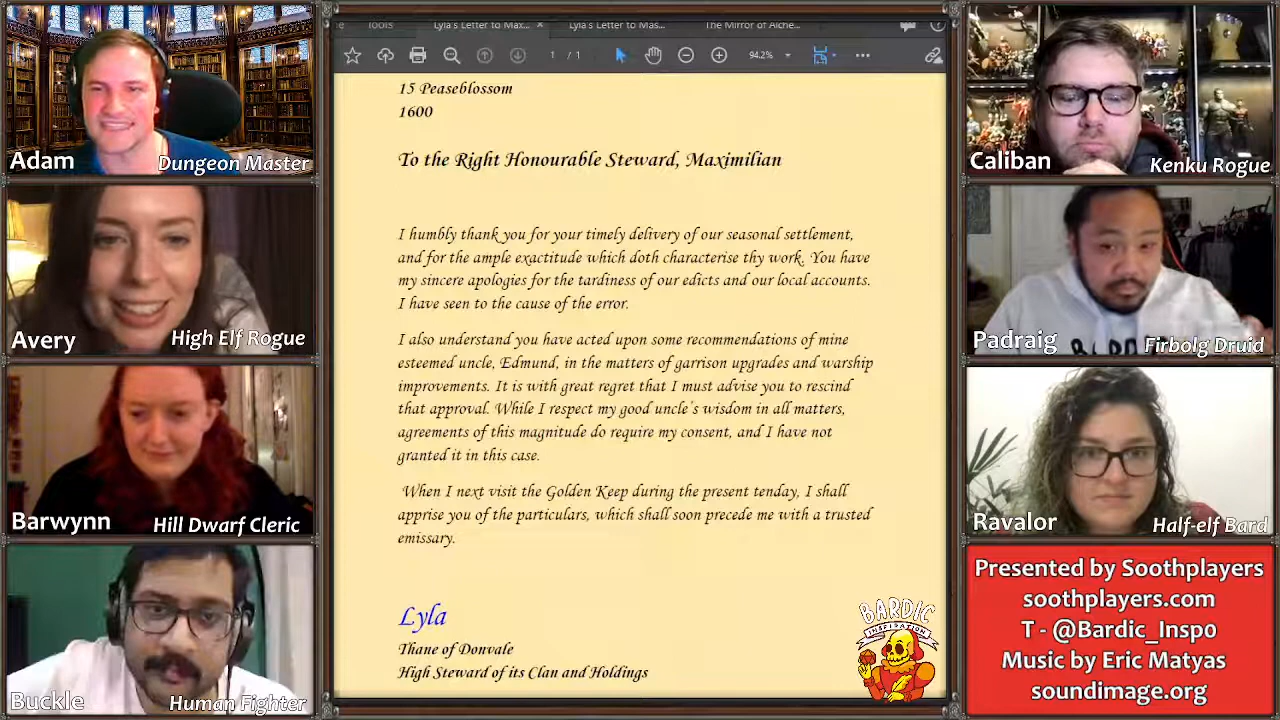 Tools
Lyla's Letter to Max...
Lyla's Letter to Mas...
The Mirror of Alche...
1 / 1
94.2%
15 Peaseblossom
1600
To the Right Honourable Steward, Maximilian
I humbly thank you for your timely delivery of our seasonal settlement,
and for the ample exactitude which doth characterise thy work. You have
my sincere apologies for the tardiness of our edicts and our local accounts.
I have seen to the cause of the error.
I also understand you have acted upon some recommendations of mine
esteemed uncle, Edmund, in the matters of garrison upgrades and warship
improvements. It is with great regret that I must advise you to rescind
that approval. While I respect my good uncle's wisdom in all matters,
agreements of this magnitude do require my consent, and I have not
granted it in this case.
When I next visit the Golden Keep during the present tenday, I shall
apprise you of the particulars, which shall soon precede me with a trusted
emissary.
Lyla
Thane of Donvale
High Steward of its Clan and Holdings
BARDIC
INSPIRATION
Adam
Dungeon Master
Avery
High Elf Rogue
Barwynn
Hill Dwarf Cleric
Buckle
Human Fighter
Caliban
Kenku Rogue
Padraig
Firbolg Druid
Ravalor
Half-elf Bard
Presented by Soothplayers
soothplayers.com
T - @Bardic_Insp0
Music by Eric Matyas
soundimage.org